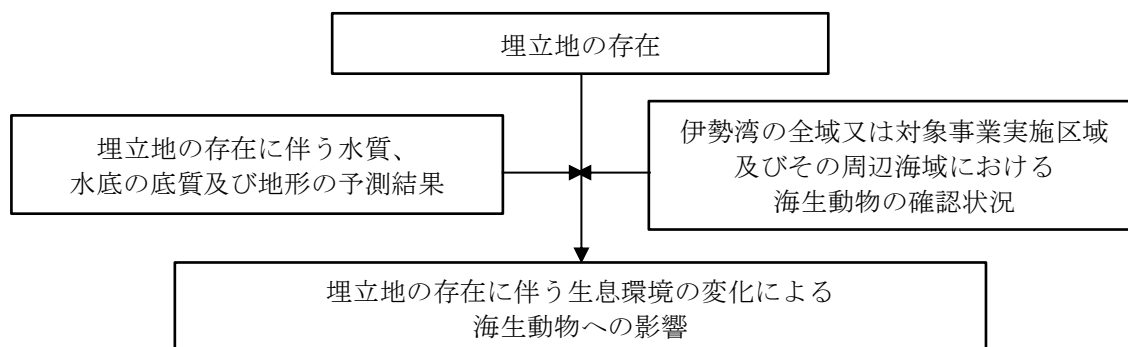 埋立地の存在
埋立地の存在に伴う水質、
水底の底質及び地形の予測結果
伊勢湾の全域又は対象事業実施区域
及びその周辺海域における
海生動物の確認状況
埋立地の存在に伴う生息環境の変化による
海生動物への影響